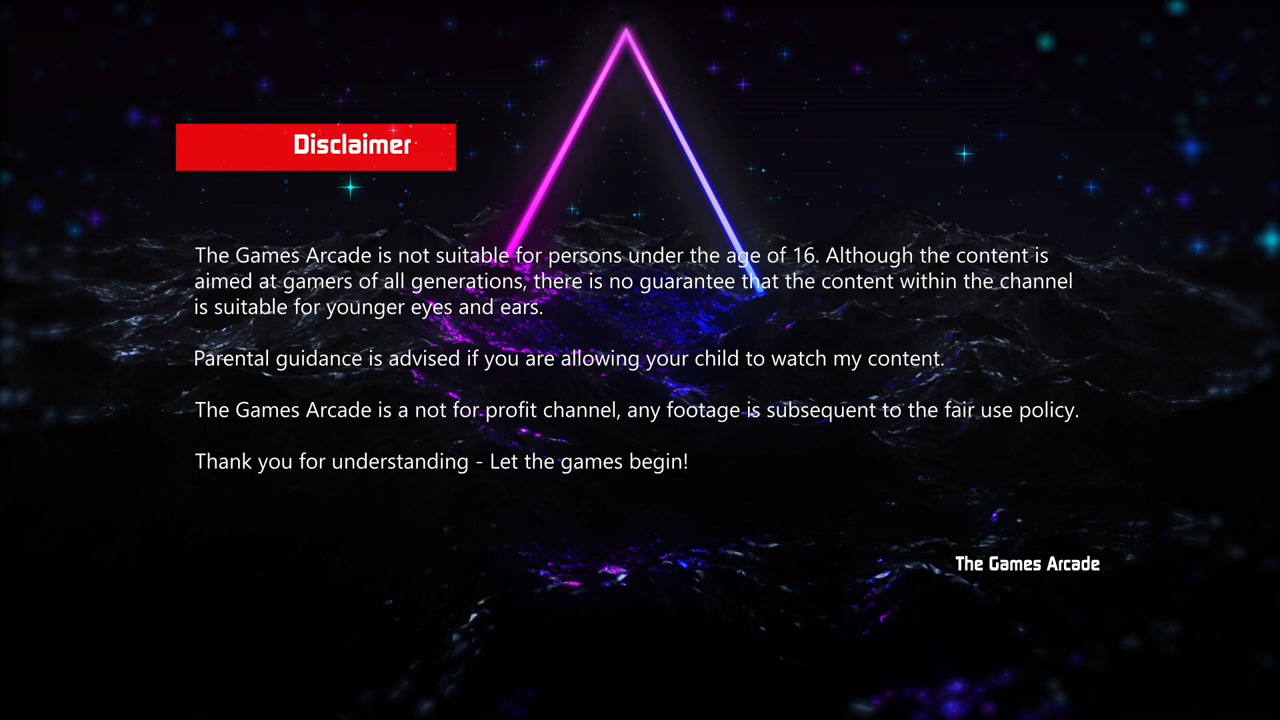 Disclaimer
The Games Arcade is not suitable for persons under the age of 16. Although the content is
aimed at gamers of all generations, there is no guarantee that the content within the channel
is suitable for younger eyes and ears.
Parental guidance is advised if you are allowing your child to watch my content.
The Games Arcade is a not for profit channel, any footage is subsequent to the fair use policy.
Thank you for understanding - Let the games begin!
The Games Arcade